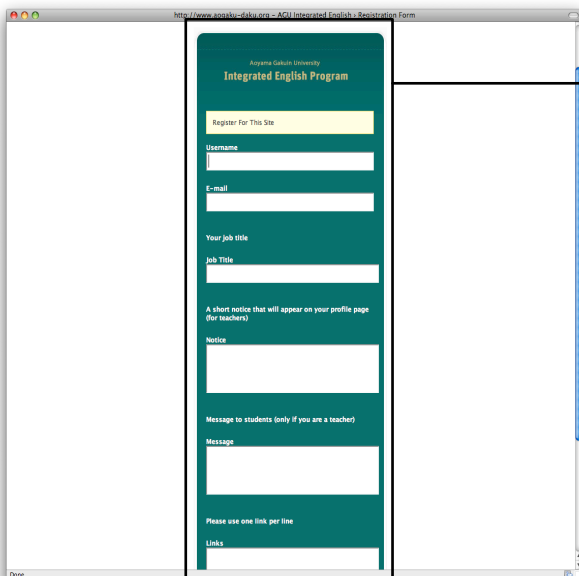 http://www.aogaku-daku.org – AGU Integrated English › Registration Form
Aoyama Gakuin University
Integrated English Program
Register For This Site
Username
E-mail
Your job title
Job Title
A short notice that will appear on your profile page
(for teachers)
Notice
Message to students (only if you are a teacher)
Message
Please use one link per line
Links
Done